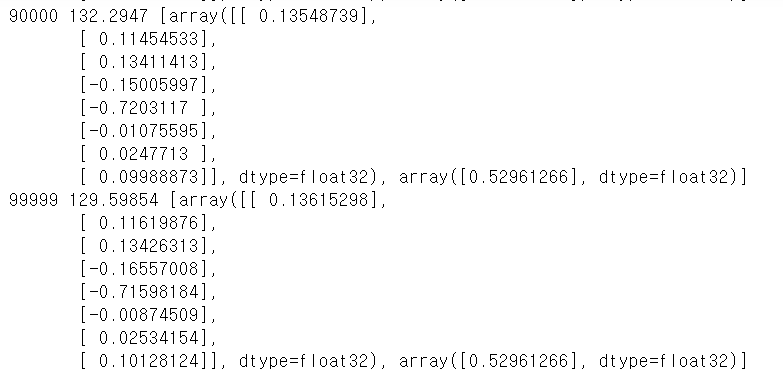 90000 132.2947 [array([[ 0.13548739],
       [ 0.11454533],
       [ 0.13411413],
       [-0.15005997],
       [-0.7203117 ],
       [-0.01075595],
       [ 0.0247713 ],
       [ 0.09988873]], dtype=float32), array([0.52961266], dtype=float32)]
99999 129.59854 [array([[ 0.13615298],
       [ 0.11619876],
       [ 0.13426313],
       [-0.16557008],
       [-0.71598184],
       [-0.00874509],
       [ 0.02534154],
       [ 0.10128124]], dtype=float32), array([0.52961266], dtype=float32)]